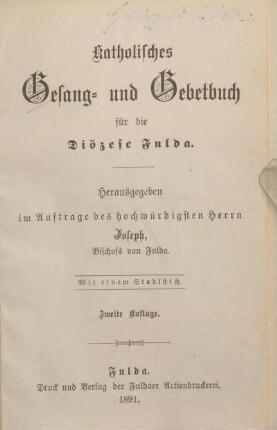 Katholisches
Gesang- und Gebetbuch
für die
Diözese Fulda.
Herausgegeben
im Auftrage des hochwürdigsten Herrn
Joseph,
Bischofs von Fulda.
Mit einem Stahlstich.
Zweite Auflage.
Fulda.
Druck und Verlag der Fuldaer Actiendruckerei.
1891.